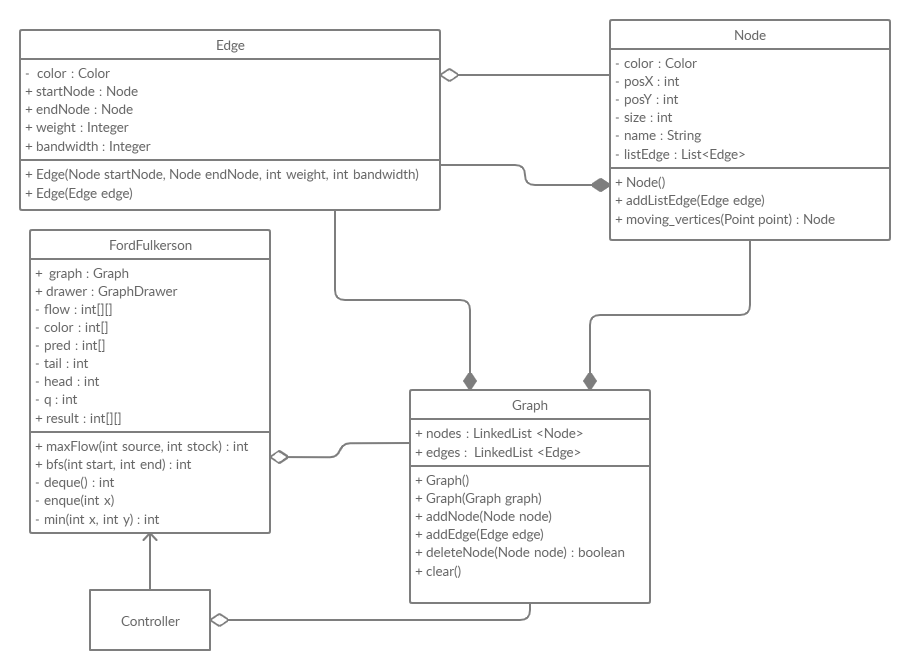 Edge
- color : Color
+ startNode : Node
+ endNode : Node
+ weight : Integer
+ bandwidth : Integer
+ Edge(Node startNode, Node endNode, int weight, int bandwidth)
+ Edge(Edge edge)
Node
- color : Color
- posX : int
- posY : int
- size : int
- name : String
- listEdge : List<Edge>
+ Node()
+ addListEdge(Edge edge)
+ moving_vertices(Point point) : Node
FordFulkerson
+ graph : Graph
+ drawer : GraphDrawer
- flow : int[][]
- color : int[]
- pred : int[]
- tail : int
- head : int
- q : int
+ result : int[][]
+ maxFlow(int source, int stock) : int
+ bfs(int start, int end) : int
- deque() : int
- enque(int x)
- min(int x, int y) : int
Graph
+ nodes : LinkedList <Node>
+ edges : LinkedList <Edge>
+ Graph()
+ Graph(Graph graph)
+ addNode(Node node)
+ addEdge(Edge edge)
+ deleteNode(Node node) : boolean
+ clear()
Controller